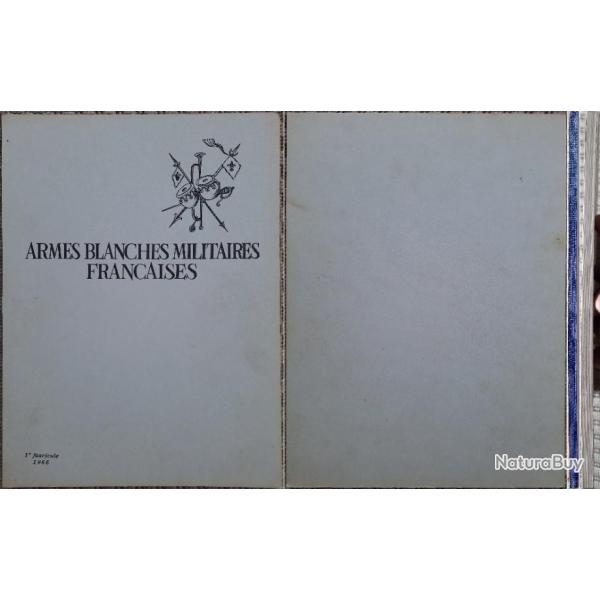 ARMES BLANCHES MILITAIRES
FRANCAISES
1er fascicule
1966
NaturaBuy